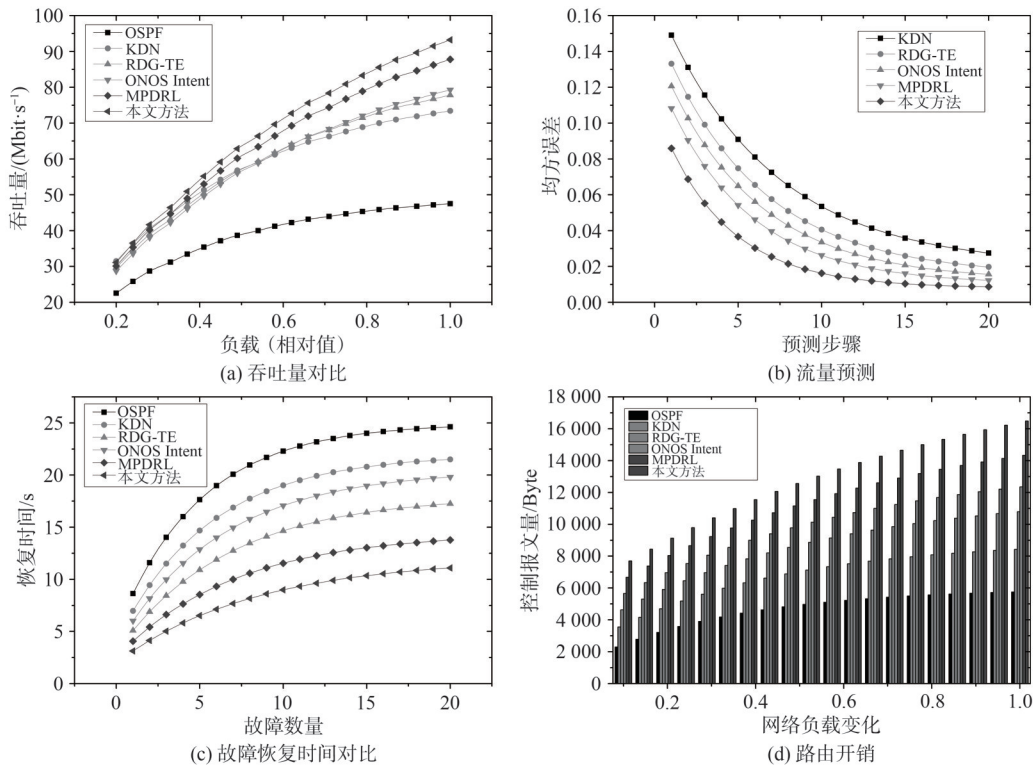 100
90
80
70
60
50
40
30
20
吞吐量/(Mbit·s⁻¹)
OSPF
KDN
RDG-TE
ONOS Intent
MPDRL
本文方法
0.2
0.4
0.6
0.8
1.0
负载（相对值）
(a) 吞吐量对比
0.16
0.14
0.12
0.10
0.08
0.06
0.04
0.02
0.00
均方误差
KDN
RDG-TE
ONOS Intent
MPDRL
本文方法
0
5
10
15
20
预测步骤
(b) 流量预测
25
20
15
10
5
0
恢复时间/s
OSPF
KDN
RDG-TE
ONOS Intent
MPDRL
本文方法
0
5
10
15
20
故障数量
(c) 故障恢复时间对比
18 000
16 000
14 000
12 000
10 000
8 000
6 000
4 000
2 000
0
控制报文量/Byte
OSPF
KDN
RDG-TE
ONOS Intent
MPDRL
本文方法
0.2
0.4
0.6
0.8
1.0
网络负载变化
(d) 路由开销